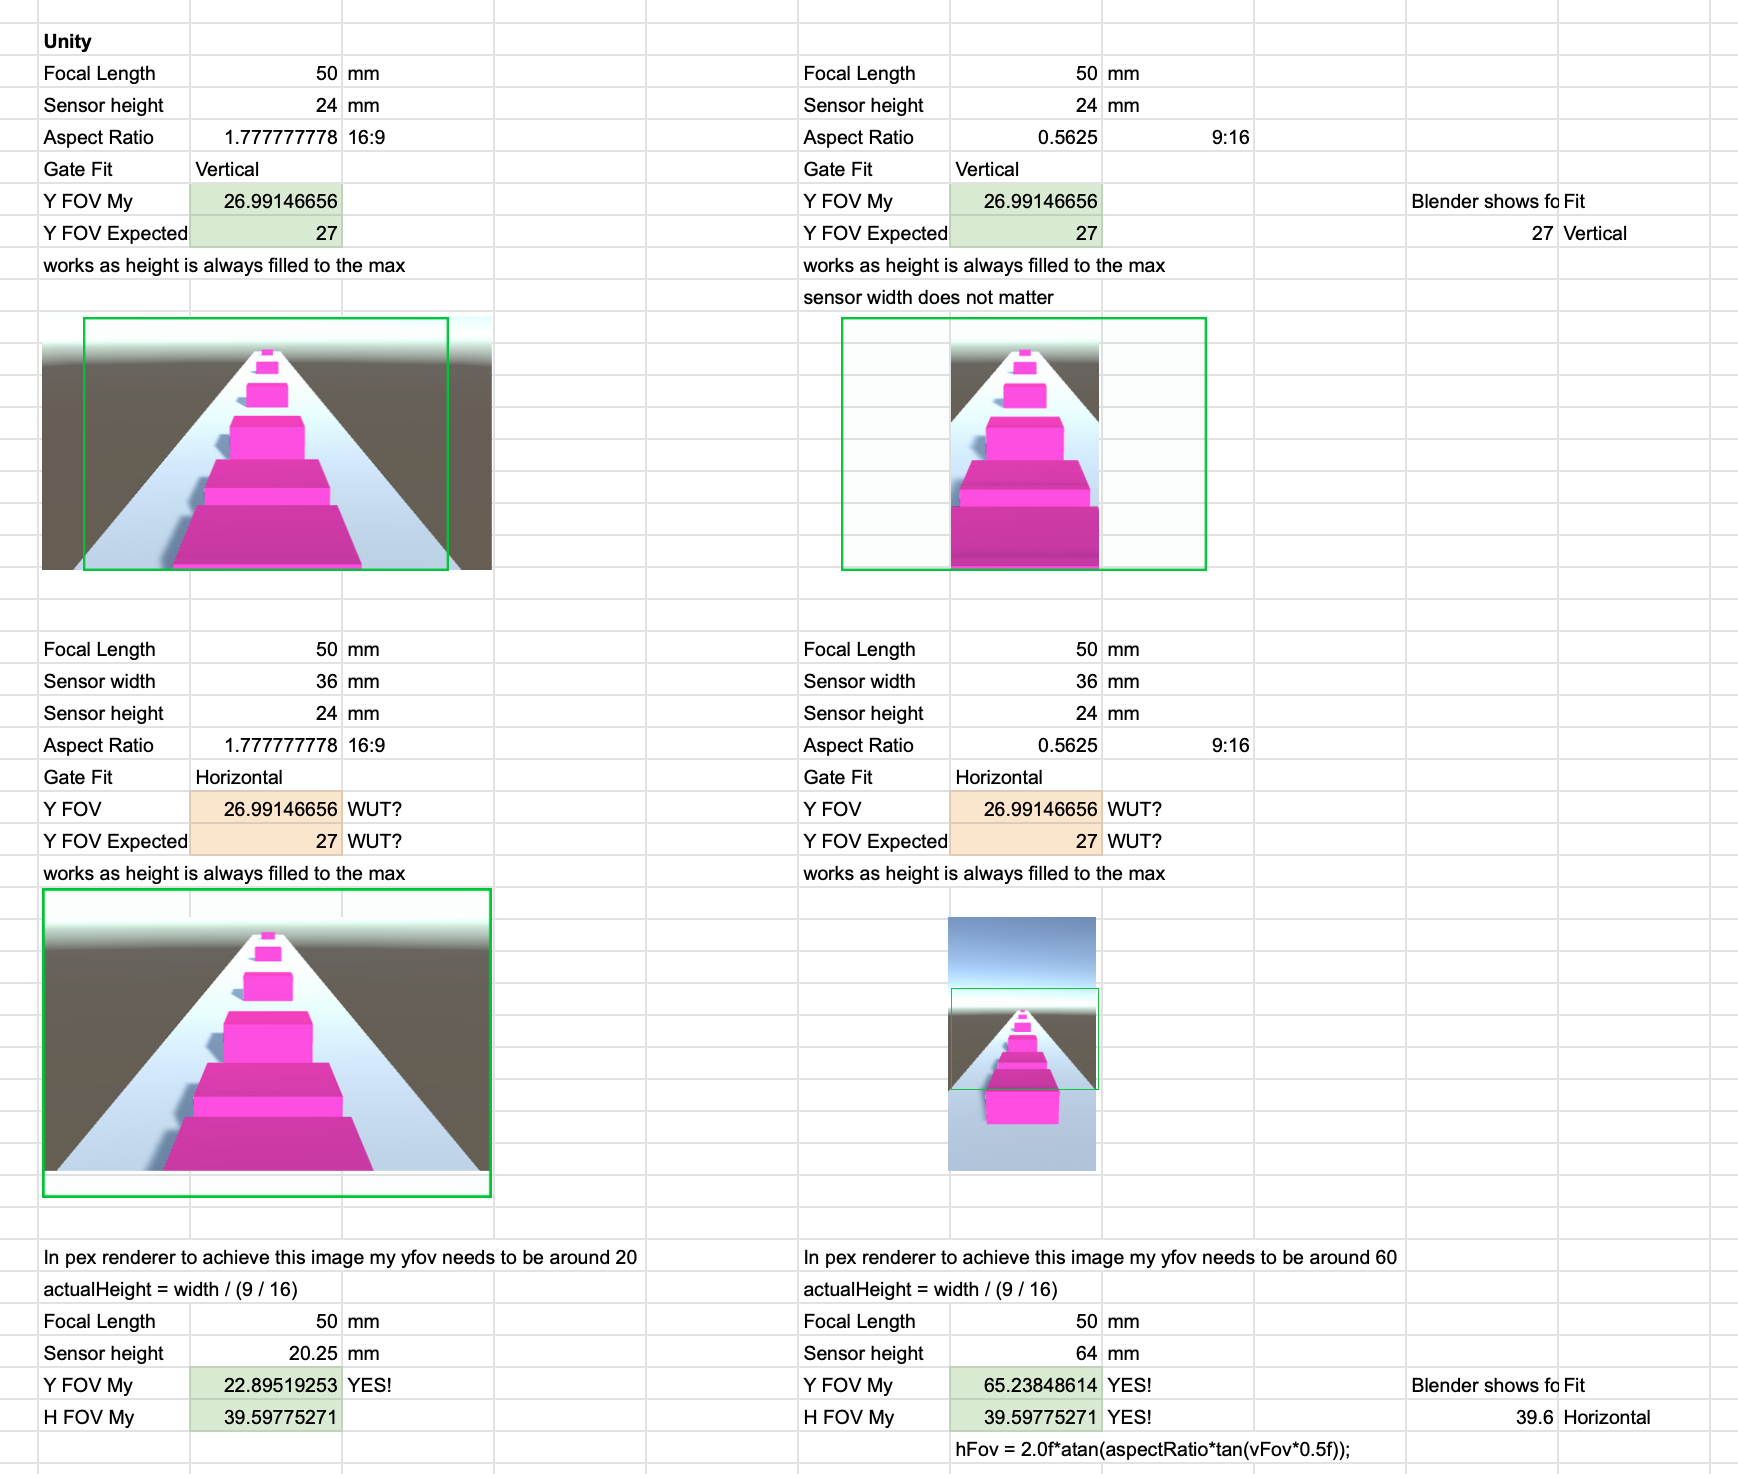 Unity
Focal Length 50 mm Focal Length 50 mm
Sensor height 24 mm Sensor height 24 mm
Aspect Ratio 1.777777778 16:9 Aspect Ratio 0.5625 9:16
Gate Fit Vertical Gate Fit Vertical
Y FOV My 26.99146656 Y FOV My 26.99146656 Blender shows fo Fit
Y FOV Expected 27 Y FOV Expected 27 27 Vertical
works as height is always filled to the max works as height is always filled to the max
sensor width does not matter
Focal Length 50 mm Focal Length 50 mm
Sensor width 36 mm Sensor width 36 mm
Sensor height 24 mm Sensor height 24 mm
Aspect Ratio 1.777777778 16:9 Aspect Ratio 0.5625 9:16
Gate Fit Horizontal Gate Fit Horizontal
Y FOV 26.99146656 WUT? Y FOV 26.99146656 WUT?
Y FOV Expected 27 WUT? Y FOV Expected 27 WUT?
works as height is always filled to the max works as height is always filled to the max
In pex renderer to achieve this image my yfov needs to be around 20 In pex renderer to achieve this image my yfov needs to be around 60
actualHeight = width / (9 / 16) actualHeight = width / (9 / 16)
Focal Length 50 mm Focal Length 50 mm
Sensor height 20.25 mm Sensor height 64 mm
Y FOV My 22.89519253 YES! Y FOV My 65.23848614 YES! Blender shows fo Fit
H FOV My 39.59775271 H FOV My 39.59775271 YES! 39.6 Horizontal
hFov = 2.0f*atan(aspectRatio*tan(vFov*0.5f));